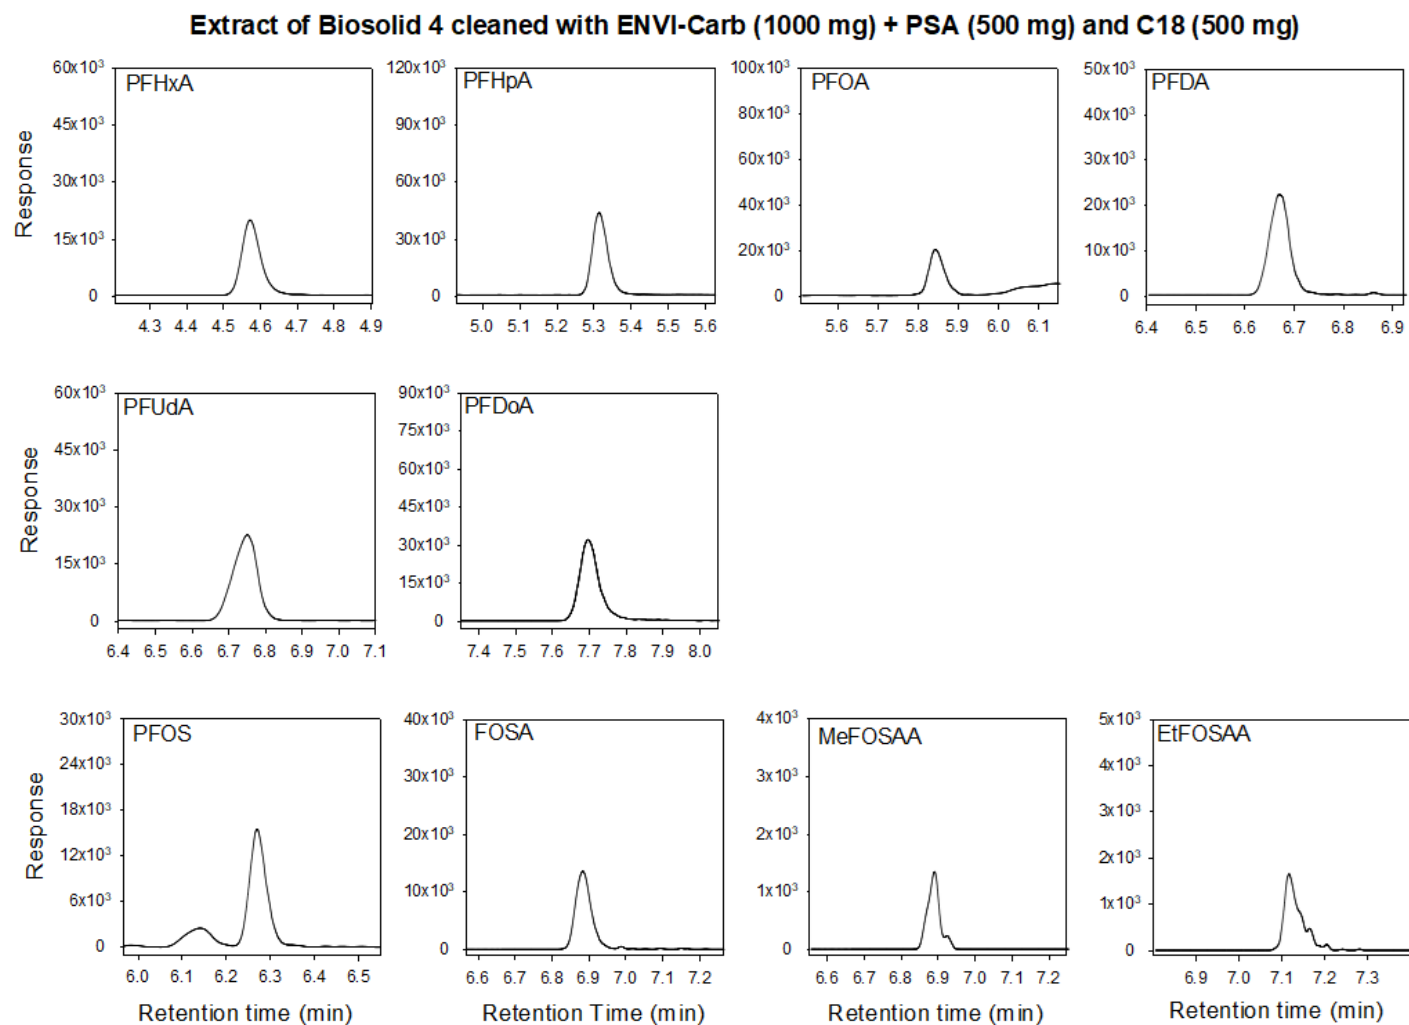 Extract of Biosolid 4 cleaned with ENVI-Carb (1000 mg) + PSA (500 mg) and C18 (500 mg)
Response
60x10³
45x10³
30x10³
15x10³
0
PFHxA
4.3 4.4 4.5 4.6 4.7 4.8 4.9
120x10³
90x10³
60x10³
30x10³
0
PFHpA
5.0 5.1 5.2 5.3 5.4 5.5 5.6
100x10³
80x10³
60x10³
40x10³
20x10³
0
PFOA
5.6 5.7 5.8 5.9 6.0 6.1
50x10³
40x10³
30x10³
20x10³
10x10³
0
PFDA
6.4 6.5 6.6 6.7 6.8 6.9
Response
60x10³
45x10³
30x10³
15x10³
0
PFUdA
6.4 6.5 6.6 6.7 6.8 6.9 7.0 7.1
90x10³
75x10³
60x10³
45x10³
30x10³
15x10³
0
PFDoA
7.4 7.5 7.6 7.7 7.8 7.9 8.0
Response
30x10³
24x10³
18x10³
12x10³
6x10³
0
PFOS
6.0 6.1 6.2 6.3 6.4 6.5
Retention time (min)
40x10³
30x10³
20x10³
10x10³
0
FOSA
6.6 6.7 6.8 6.9 7.0 7.1 7.2
Retention Time (min)
4x10³
3x10³
2x10³
1x10³
0
MeFOSAA
6.6 6.7 6.8 6.9 7.0 7.1 7.2
Retention time (min)
5x10³
4x10³
3x10³
2x10³
1x10³
0
EtFOSAA
6.9 7.0 7.1 7.2 7.3
Retention time (min)